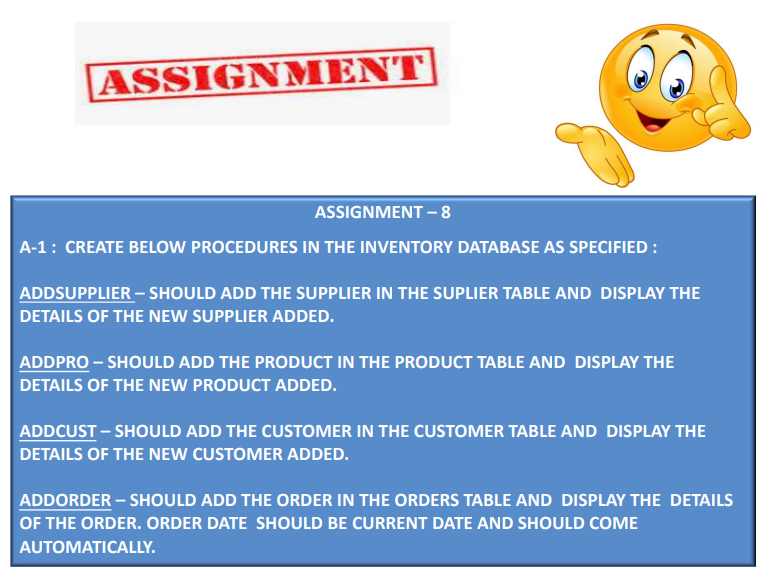 ASSIGNMENT
ASSIGNMENT – 8
A-1 : CREATE BELOW PROCEDURES IN THE INVENTORY DATABASE AS SPECIFIED :
ADDSUPPLIER – SHOULD ADD THE SUPPLIER IN THE SUPLIER TABLE AND DISPLAY THE
DETAILS OF THE NEW SUPPLIER ADDED.
ADDPRO – SHOULD ADD THE PRODUCT IN THE PRODUCT TABLE AND DISPLAY THE
DETAILS OF THE NEW PRODUCT ADDED.
ADDCUST – SHOULD ADD THE CUSTOMER IN THE CUSTOMER TABLE AND DISPLAY THE
DETAILS OF THE NEW CUSTOMER ADDED.
ADDORDER – SHOULD ADD THE ORDER IN THE ORDERS TABLE AND DISPLAY THE DETAILS
OF THE ORDER. ORDER DATE SHOULD BE CURRENT DATE AND SHOULD COME
AUTOMATICALLY.